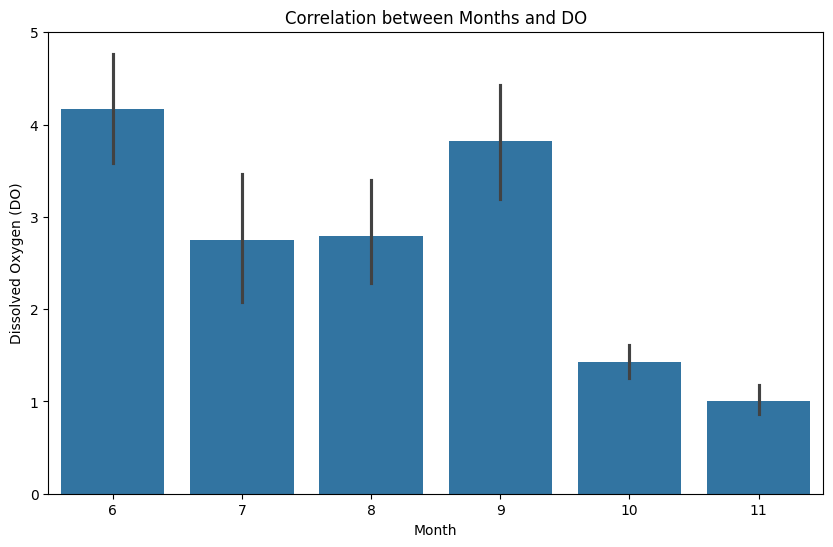 Correlation between Months and DO
Dissolved Oxygen (DO)
5
4
3
2
1
0
6 7 8 9 10 11
Month